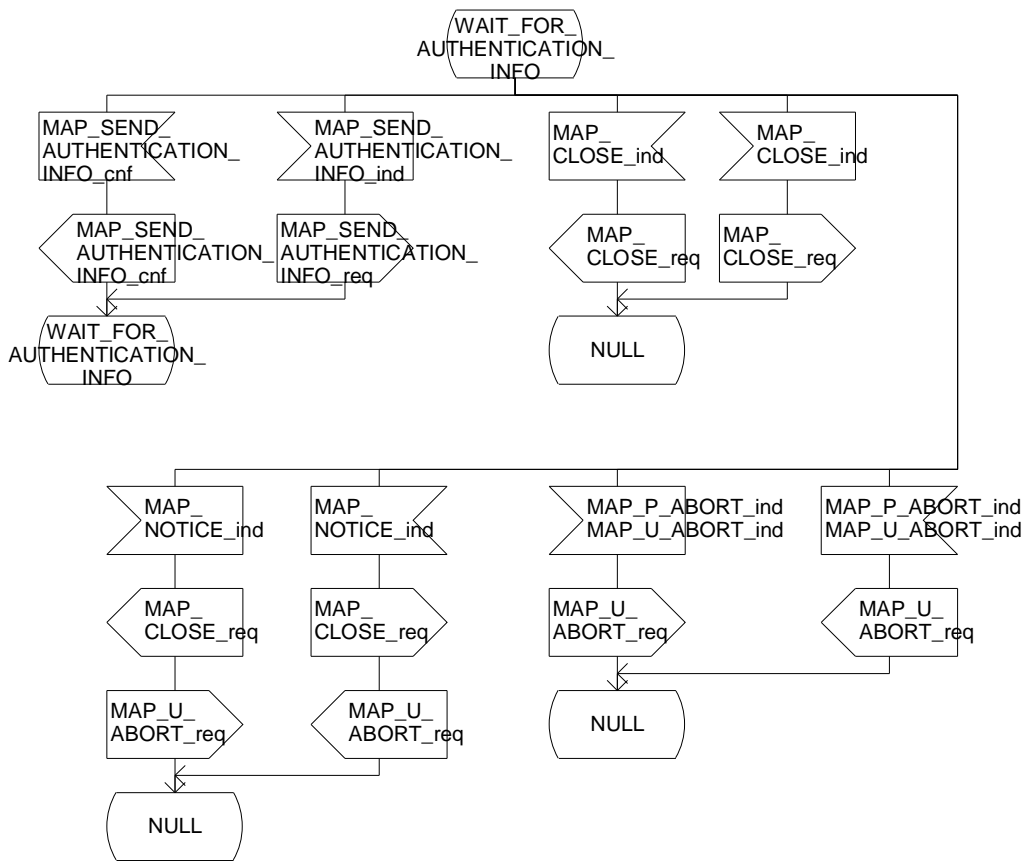 WAIT_FOR_
AUTHENTICATION_
INFO
MAP_SEND_
AUTHENTICATION_
INFO_cnf
MAP_SEND_
AUTHENTICATION_
INFO_ind
MAP_
CLOSE_ind
MAP_
CLOSE_ind
MAP_SEND_
AUTHENTICATION_
INFO_cnf
MAP_SEND_
AUTHENTICATION_
INFO_req
MAP_
CLOSE_req
MAP_
CLOSE_req
WAIT_FOR_
AUTHENTICATION_
INFO
NULL
MAP_
NOTICE_ind
MAP_
NOTICE_ind
MAP_P_ABORT_ind
MAP_U_ABORT_ind
MAP_P_ABORT_ind
MAP_U_ABORT_ind
MAP_
CLOSE_req
MAP_
CLOSE_req
MAP_U_
ABORT_req
MAP_U_
ABORT_req
MAP_U_
ABORT_req
MAP_U_
ABORT_req
NULL
NULL